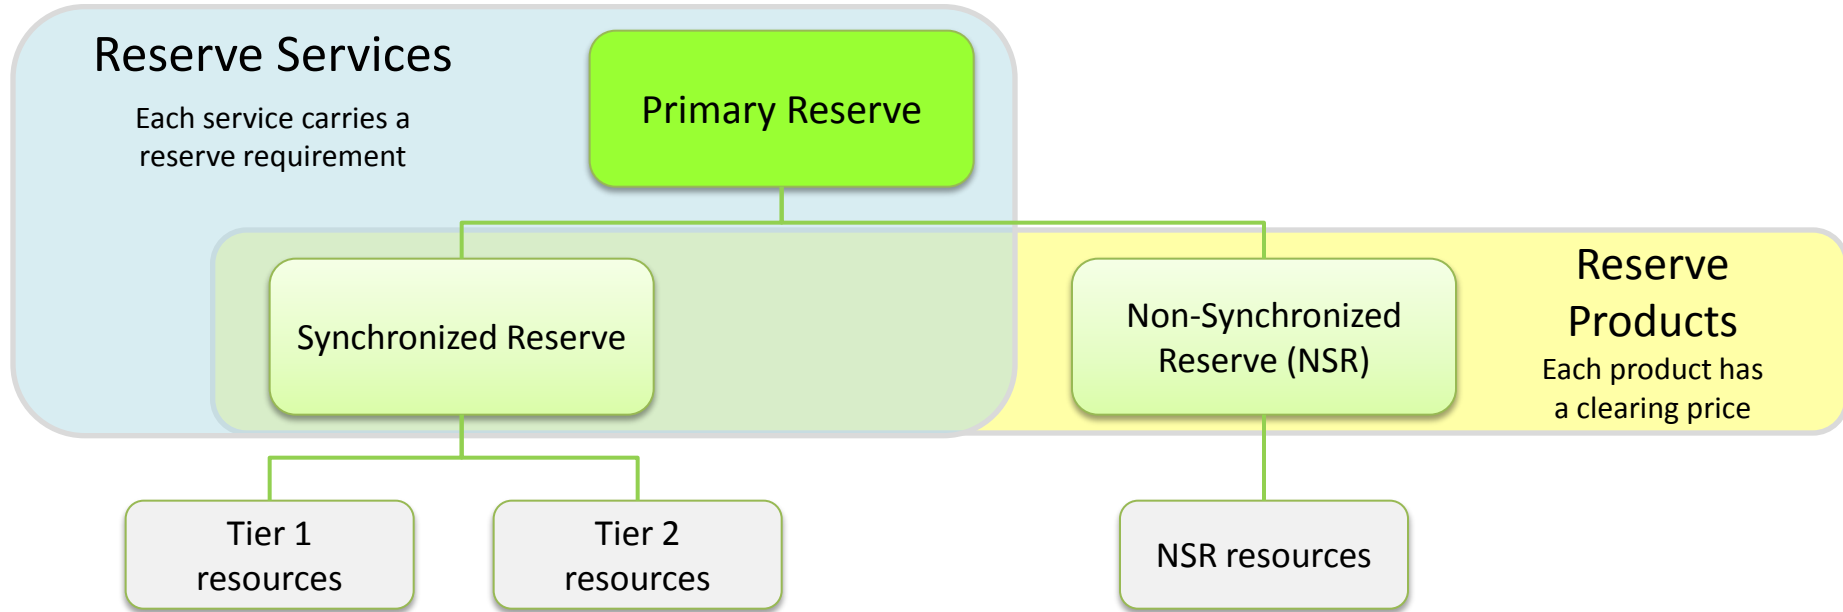 Reserve Services
Each service carries a
reserve requirement
Primary Reserve
Synchronized Reserve
Non-Synchronized
Reserve (NSR)
Reserve
Products
Each product has
a clearing price
Tier 1
resources
Tier 2
resources
NSR resources